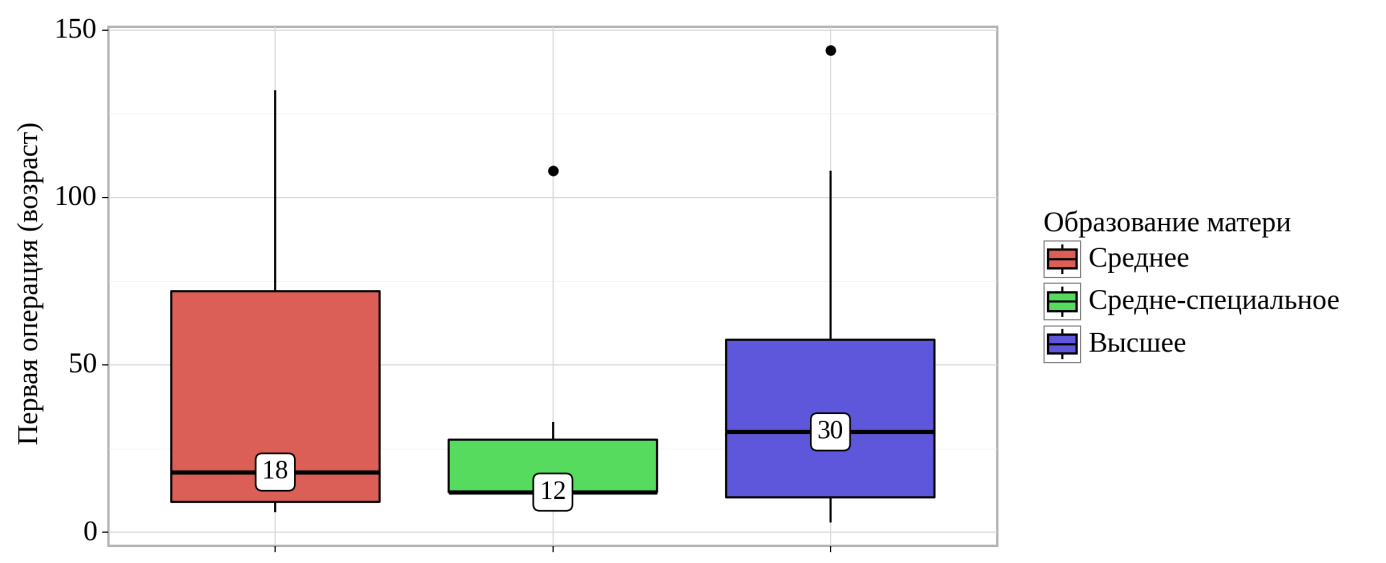 Первая операция (возраст)
150
100
50
0
18
12
30
Образование матери
Среднее
Средне-специальное
Высшее